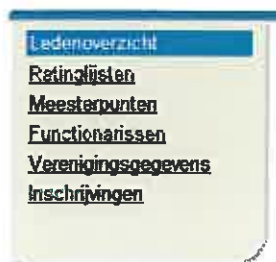 Ledenoverzicht
Ratinglijsten
Meesterpunten
Functionarissen
Verenigingsgegevens
Inschrijvingen